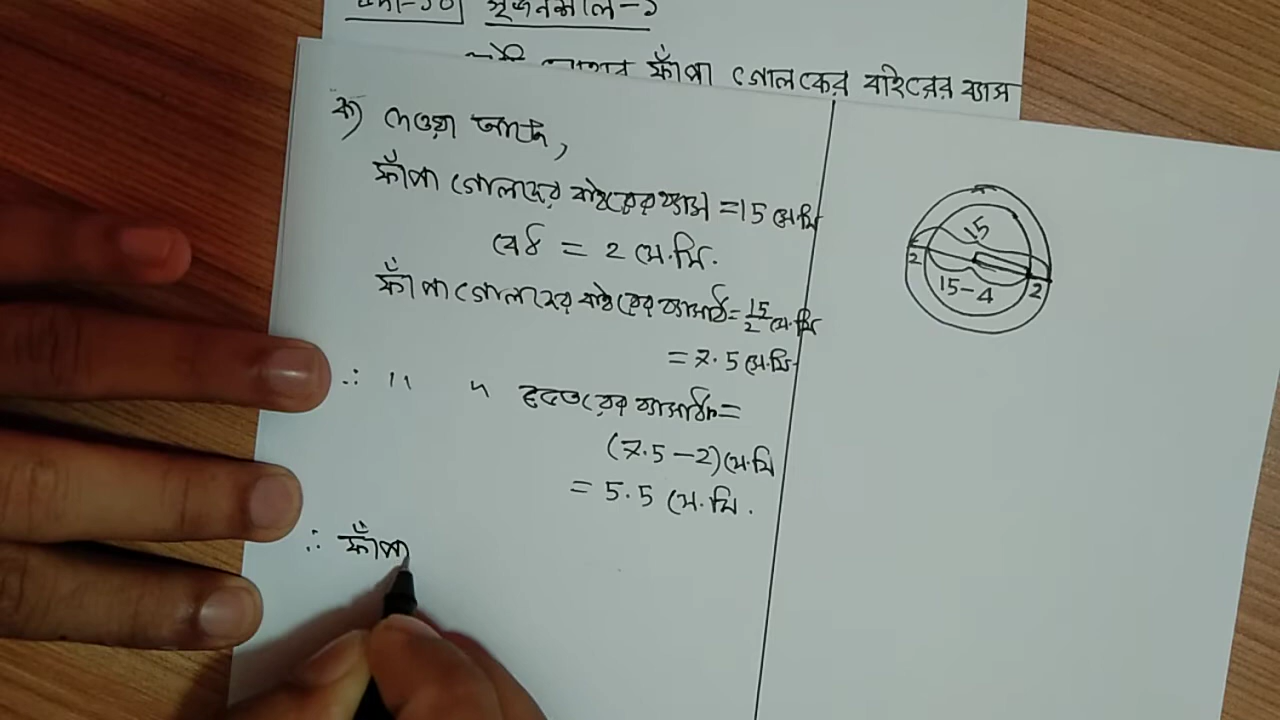 সৃজনশীল-১
ফাঁপা গোলকের বাইরের ব্যাস
ক) দেওয়া আছে,
ফাঁপা গোলকের বাইরের ব্যাস = 15 সে.মি
বেধ = 2 সে.মি.
ফাঁপা গোলকের বাইরের ব্যাসার্ধ = 15/2 সে.মি
= 7.5 সে.মি
∴ " " ভেতরের ব্যাসার্ধ =
(7.5 - 2) সে.মি
= 5.5 সে.মি.
∴ ফাঁপা
15
2
15-4
2